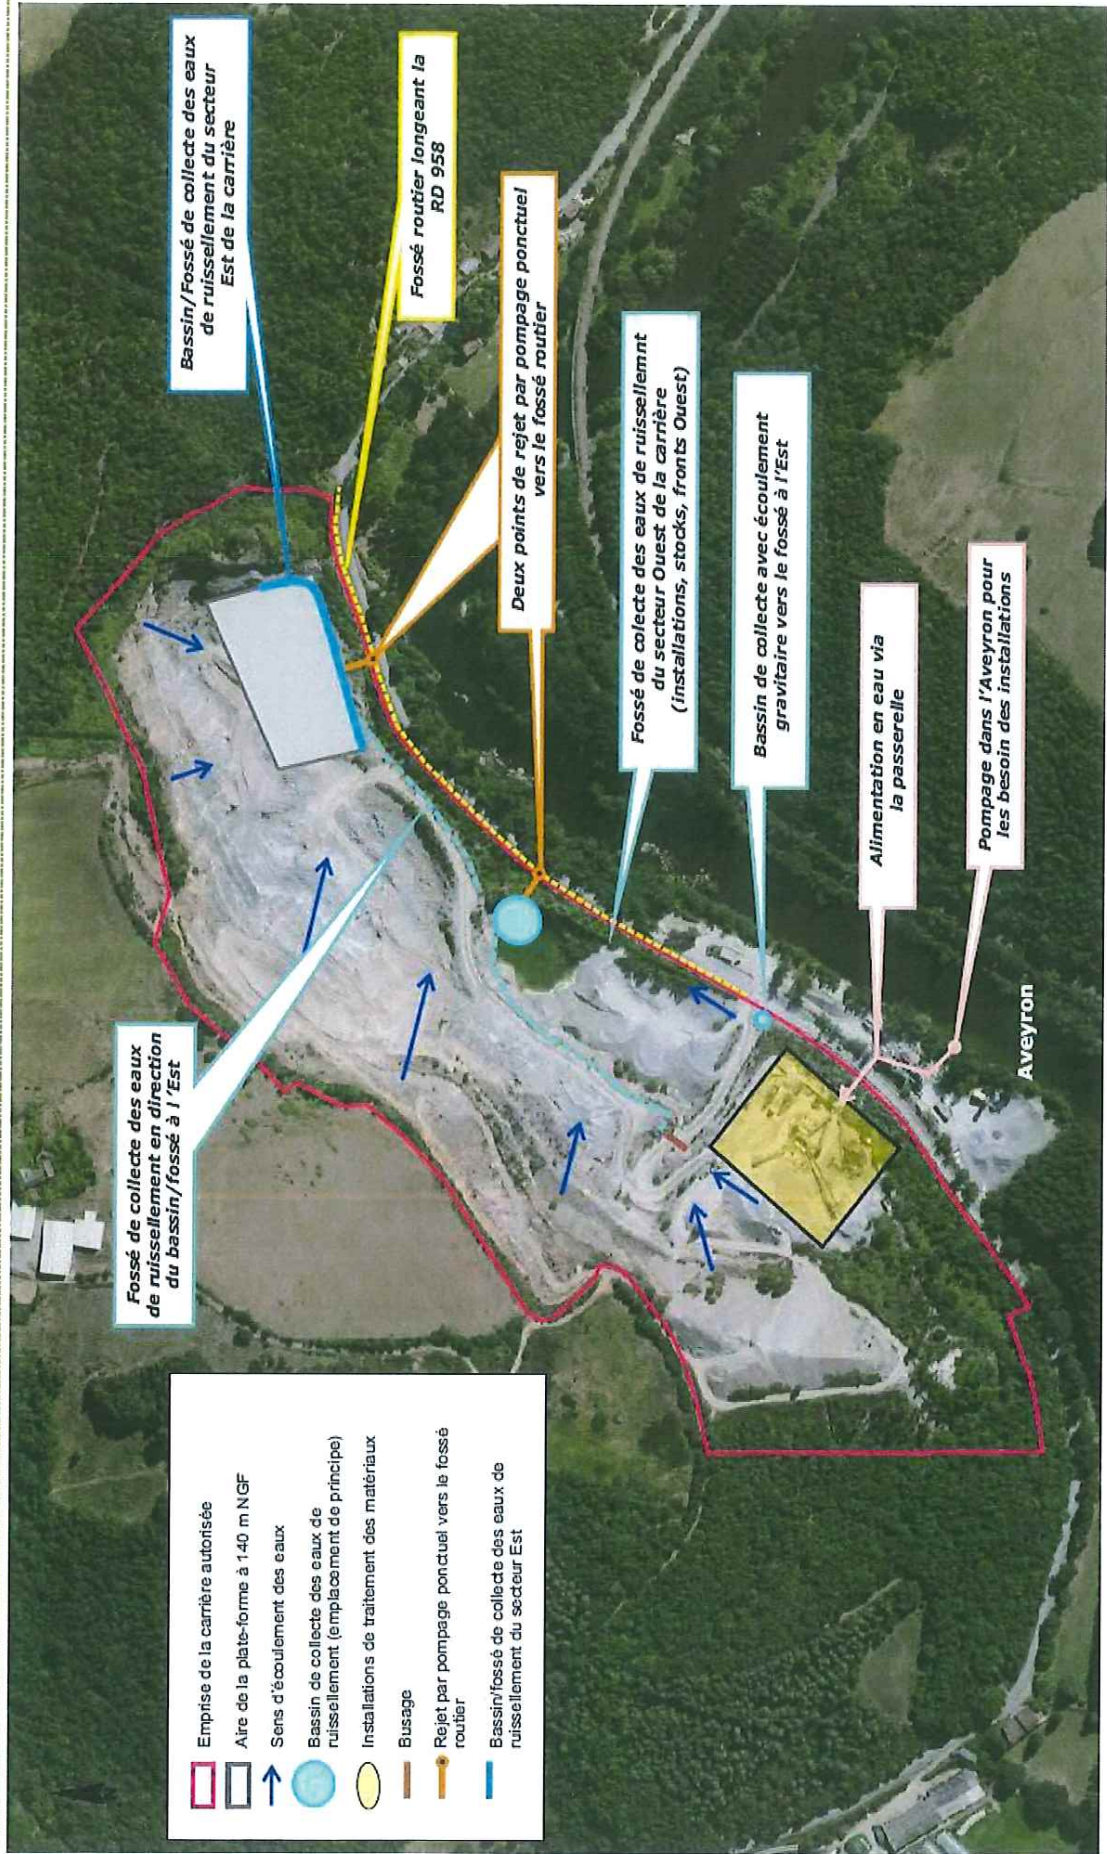 Bassin/Fossé de collecte des eaux
de ruissellement du secteur
Est de la carrière
Fossé routier longeant la
RD 958
Deux points de rejet par pompage ponctuel
vers le fossé routier
Fossé de colecte des eaux de ruisselemnt
du secteur Ouest de la carrière
(installations, stocks, fronts Ouest)
Bassin de collecte avec écoulement
gravitaire vers le fossé à l'Est
Alimentation en eau via
la passerelle
Pompage dans l'Aveyron pour
les besoin des installations
Aveyron
Fossé de collecte des eaux
de ruissellement en direction
du bassin/fossé à l'Est
Emprise de la carrière autorisée
Aire de la plate-forme à 140 m NGF
Sens d'écoulement des eaux
Bassin de collecte des eaux de
ruissellement (emplacement de principe)
Installations de traitement des matériaux
Busage
Rejet par pompage ponctuel vers le fossé
routier
Bassin/fossé de collecte des eaux de
ruissellement du secteur Est